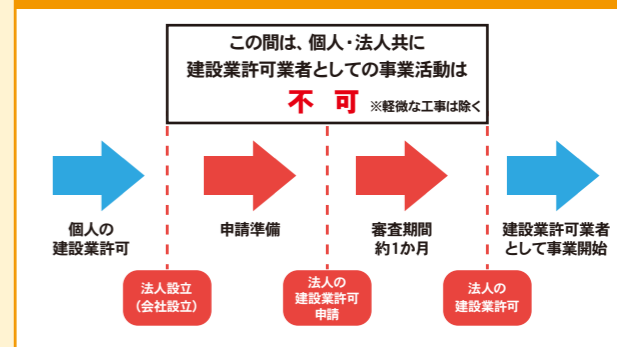 この間は、個人・法人共に
建設業許可業者としての事業活動は
不 可 ※軽微な工事は除く
個人の
建設業許可
申請準備
審査期間
約1か月
建設業許可業者
として事業開始
法人設立
（会社設立）
法人の
建設業許可
申請
法人の
建設業許可